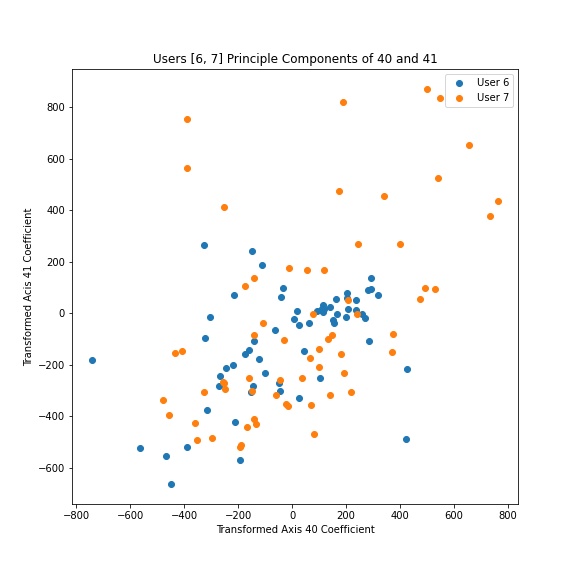 Users [6, 7] Principle Components of 40 and 41
User 6
User 7
800
600
400
200
0
−200
−400
−600
Transformed Acis 41 Coefficient
−800 −600 −400 −200 0 200 400 600 800
Transformed Axis 40 Coefficient